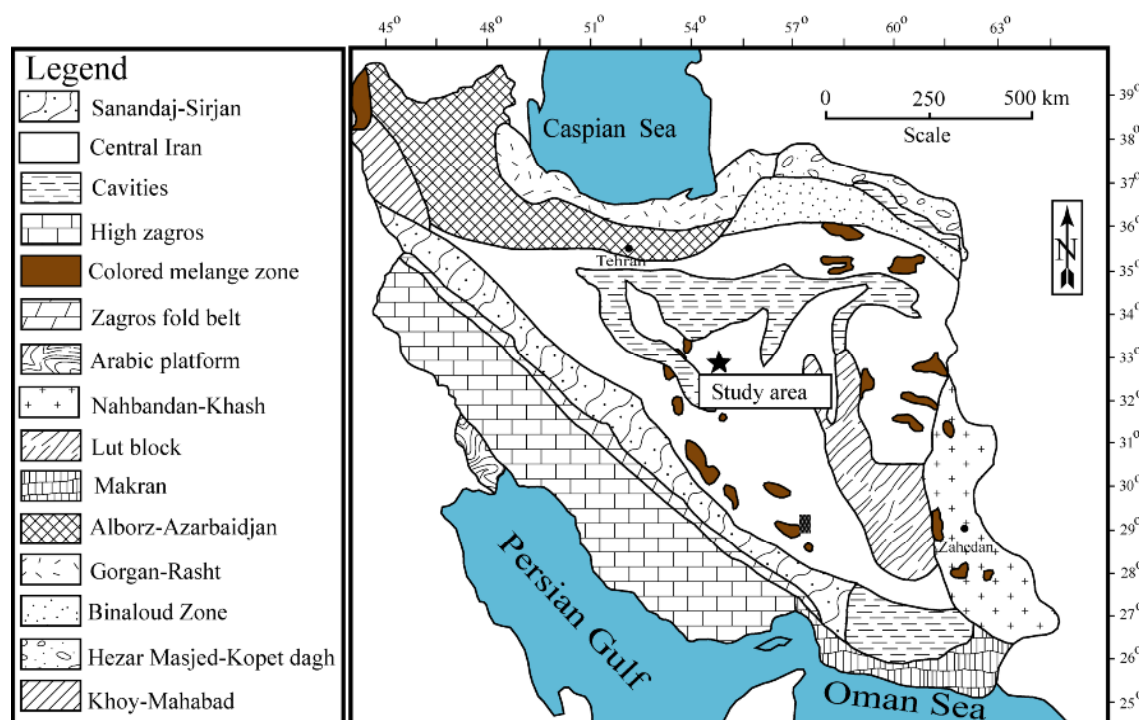 45° 48° 51° 54° 57° 60° 63°
Legend
Sanandaj-Sirjan
Central Iran
Cavities
High zagros
Colored melange zone
Zagros fold belt
Arabic platform
Nahbandan-Khash
Lut block
Makran
Alborz-Azarbaidjan
Gorgan-Rasht
Binaloud Zone
Hezar Masjed-Kopet dagh
Khoy-Mahabad
Caspian Sea
0 250 500 km
Scale
N
Tehran
Study area
Zahedan
Persian Gulf
Oman Sea
39°
38°
37°
36°
35°
34°
33°
32°
31°
30°
29°
28°
27°
26°
25°